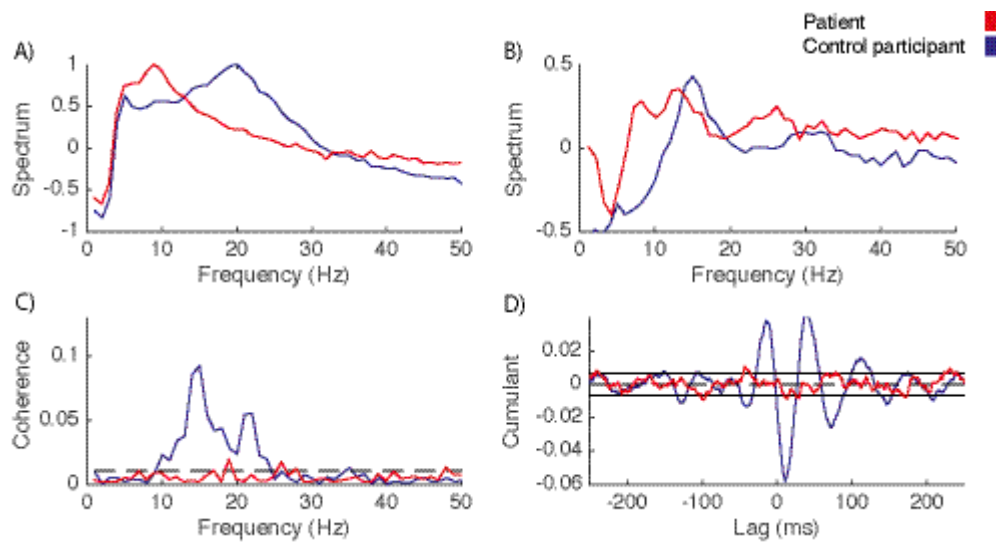 Patient
Control participant
A)
1
0.5
0
-0.5
-1
Spectrum
0 10 20 30 40 50
Frequency (Hz)
B)
0.5
0
-0.5
Spectrum
0 10 20 30 40 50
Frequency (Hz)
C)
0.1
0.05
0
Coherence
0 10 20 30 40 50
Frequency (Hz)
D)
0.02
0
-0.02
-0.04
-0.06
Cumulant
-200 -100 0 100 200
Lag (ms)